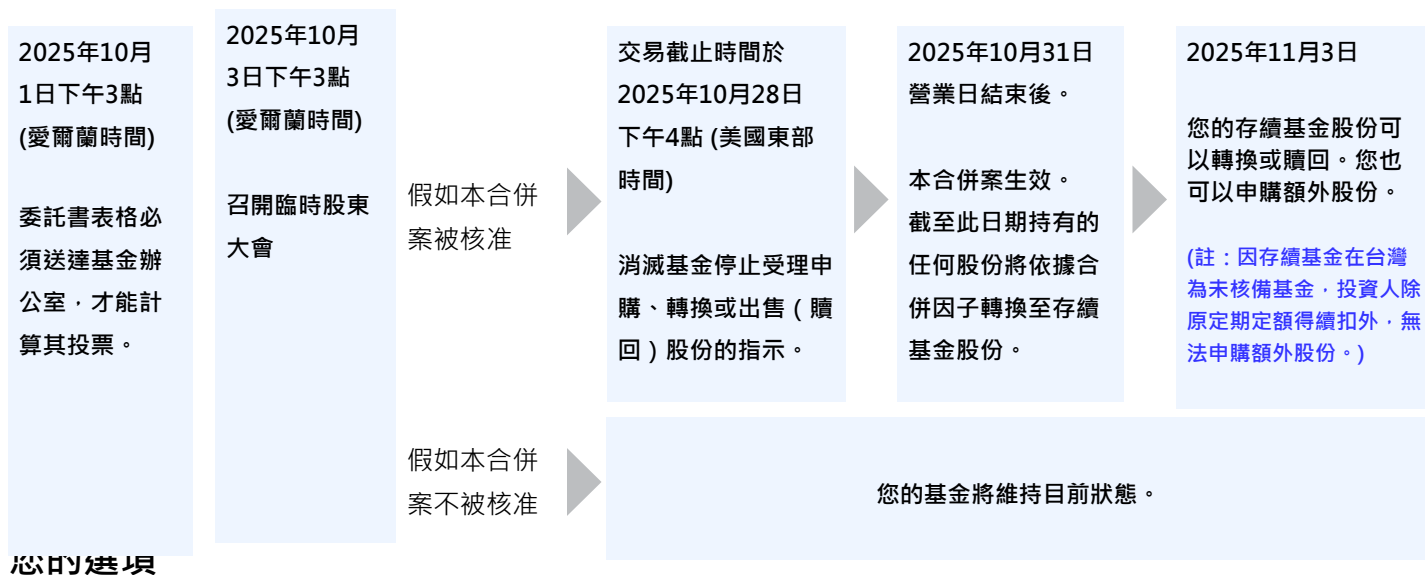 2025年10月
1日下午3點
(愛爾蘭時間)
委託書表格必
須送達基金辦
公室，才能計
算其投票。
2025年10月
3日下午3點
(愛爾蘭時間)
召開臨時股東
大會
假如本合併
案被核准
交易截止時間於
2025年10月28日
下午4點 (美國東部
時間)
消滅基金停止受理申
購、轉換或出售（贖
回）股份的指示。
2025年10月31日
營業日結束後。
本合併案生效。
截至此日期持有的
任何股份將依據合
併因子轉換至存續
基金股份。
2025年11月3日
您的存續基金股份可
以轉換或贖回。您也
可以申購額外股份。
(註：因存續基金在台灣
為未核備基金，投資人除
原定期定額得續扣外，無
法申購額外股份。)
假如本合併
案不被核准
您的基金將維持目前狀態。
您的選項